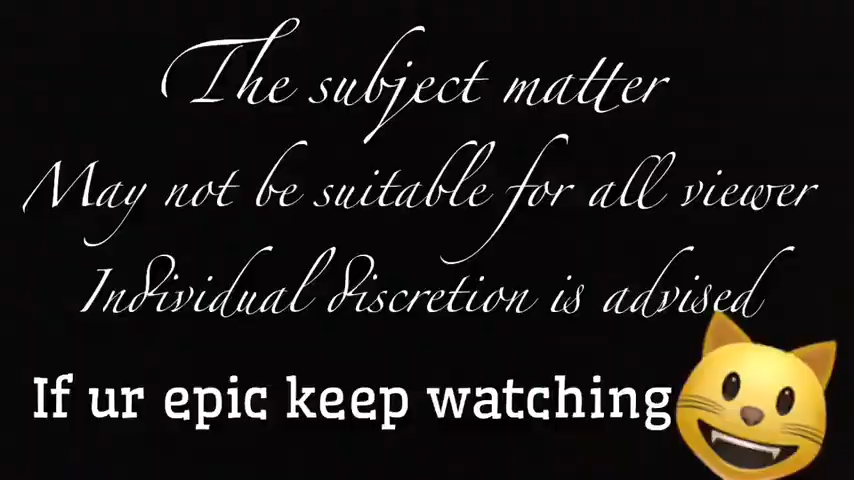 The subject matter
May not be suitable for all viewer
Individual discretion is advised
If ur epic keep watching